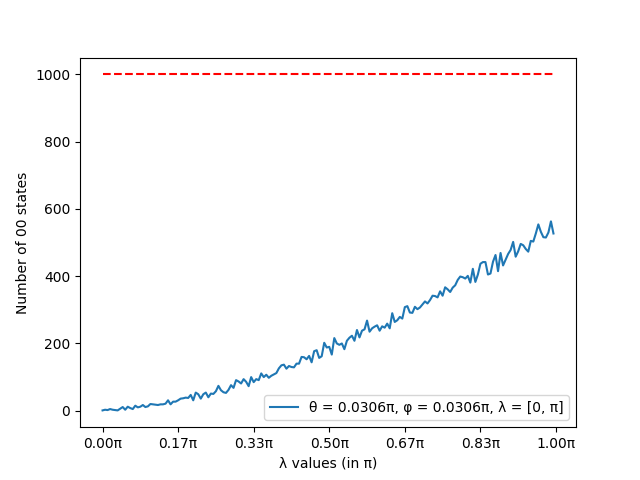 1000
800
600
400
200
0
Number of 00 states
θ = 0.0306π, φ = 0.0306π, λ = [0, π]
0.00π 0.17π 0.33π 0.50π 0.67π 0.83π 1.00π
λ values (in π)